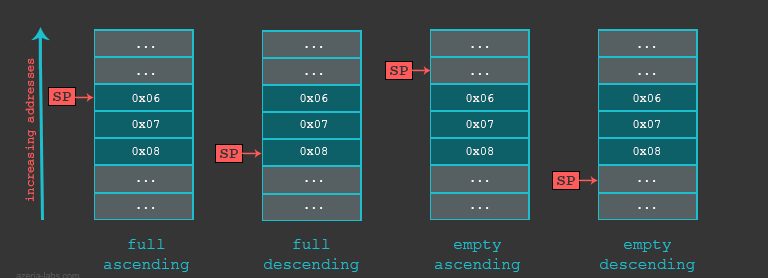 increasing addresses
...
...
SP
0x06
0x07
0x08
...
...
full
ascending
...
...
0x06
0x07
SP
0x08
...
...
full
descending
...
SP
...
0x06
0x07
0x08
...
...
empty
ascending
...
...
0x06
0x07
0x08
SP
...
...
empty
descending
azeria-labs.com